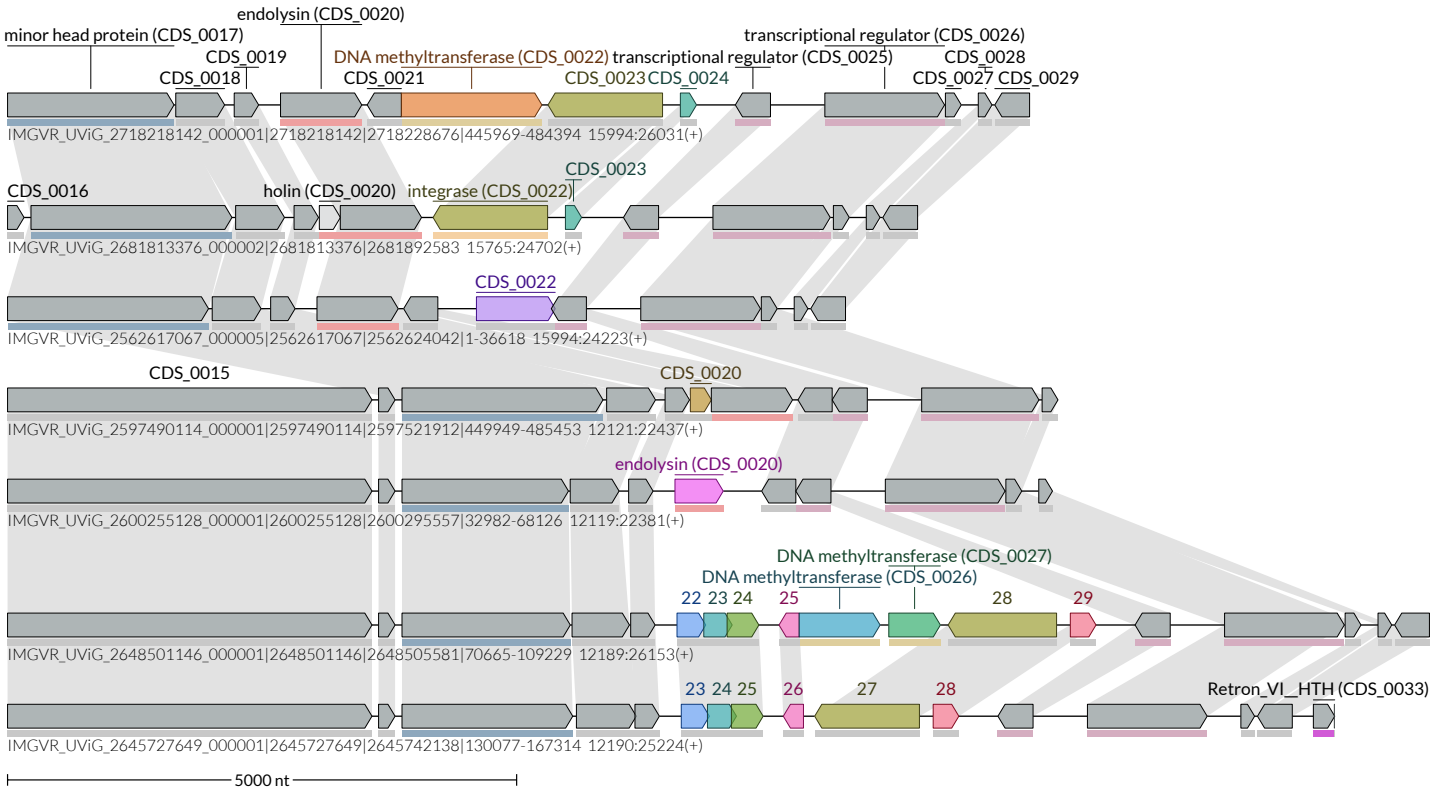 endolysin (CDS_0020)
minor head protein (CDS_0017)
transcriptional regulator (CDS_0026)
CDS_0019
DNA methyltransferase (CDS_0022)
transcriptional regulator (CDS_0025)
CDS_0028
CDS_0018
CDS_0021
CDS_0023
CDS_0024
CDS_0027
CDS_0029
IMGVR_UViG_2718218142_000001|2718218142|2718228676|445969-484394 15994:26031(+)
CDS_0023
CDS_0016
holin (CDS_0020)
integrase (CDS_0022)
IMGVR_UViG_2681813376_000002|2681813376|2681892583 15765:24702(+)
CDS_0022
IMGVR_UViG_2562617067_000005|2562617067|2562624042|1-36618 15994:24223(+)
CDS_0015
CDS_0020
IMGVR_UViG_2597490114_000001|2597490114|2597521912|449949-485453 12121:22437(+)
endolysin (CDS_0020)
IMGVR_UViG_2600255128_000001|2600255128|2600295557|32982-68126 12119:22381(+)
DNA methyltransferase (CDS_0027)
DNA methyltransferase (CDS_0026)
22 23 24 25 28 29
IMGVR_UViG_2648501146_000001|2648501146|2648505581|70665-109229 12189:26153(+)
23 24 25 26 27 28 Retron_VI__HTH (CDS_0033)
IMGVR_UViG_2645727649_000001|2645727649|2645742138|130077-167314 12190:25224(+)
5000 nt